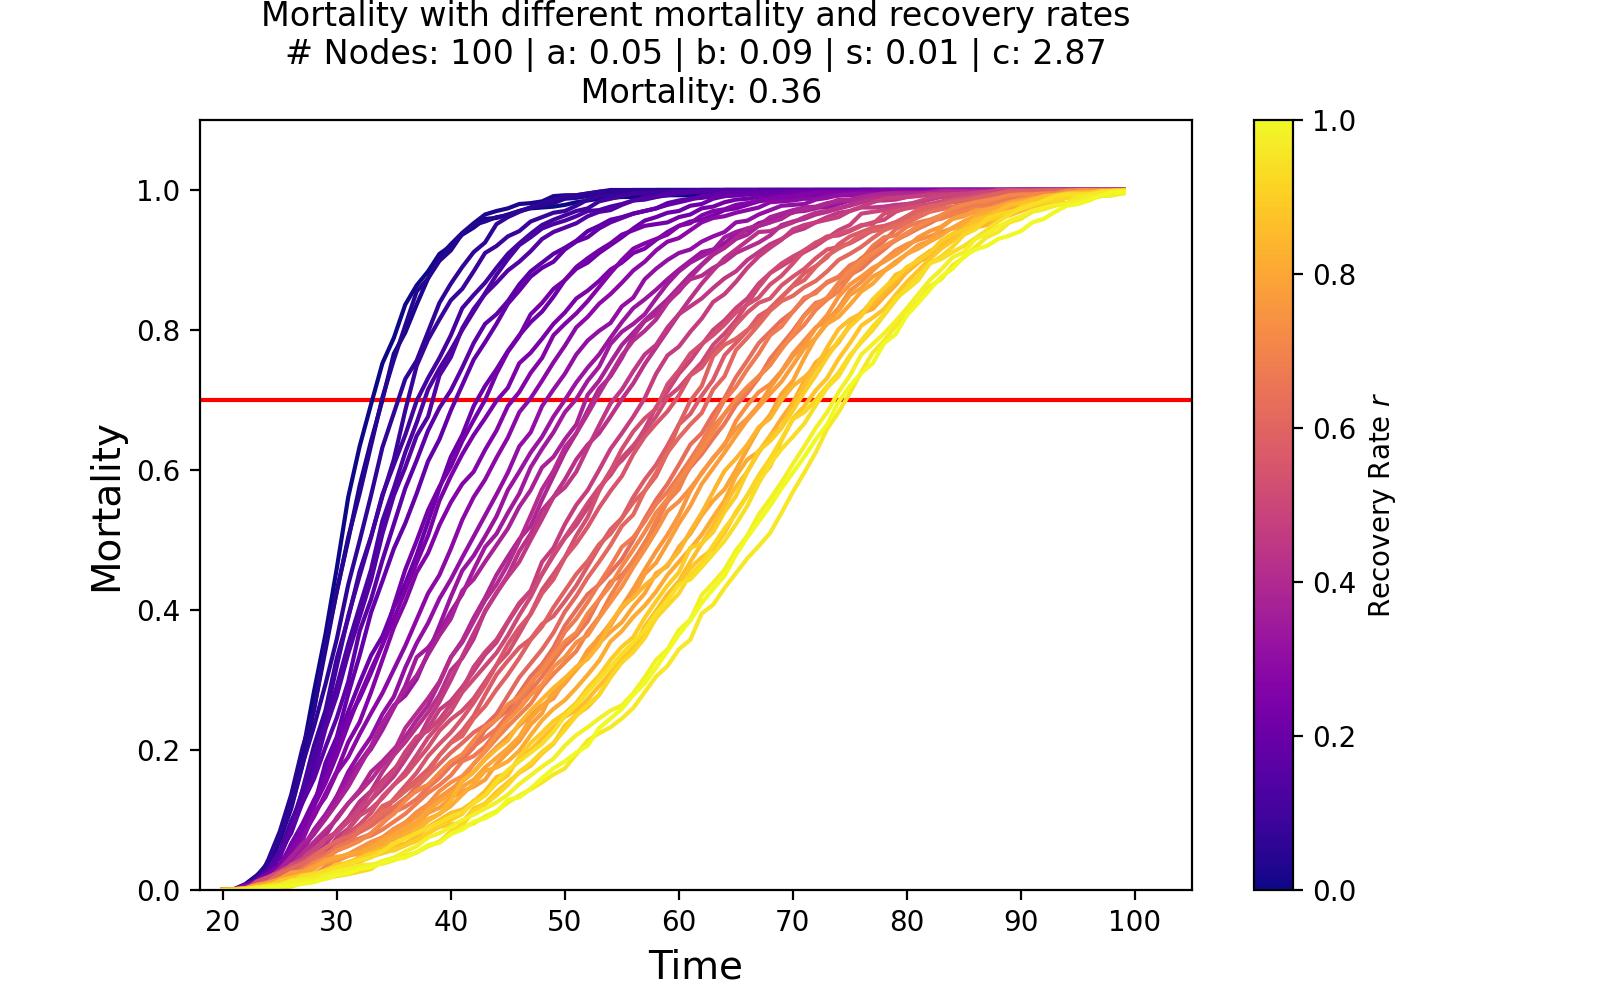 Mortality with different mortality and recovery rates
# Nodes: 100 | a: 0.05 | b: 0.09 | s: 0.01 | c: 2.87
Mortality: 0.36
1.0
0.8
0.6
0.4
0.2
0.0
Mortality
20 30 40 50 60 70 80 90 100
Time
1.0
0.8
0.6
0.4
0.2
0.0
Recovery Rate r